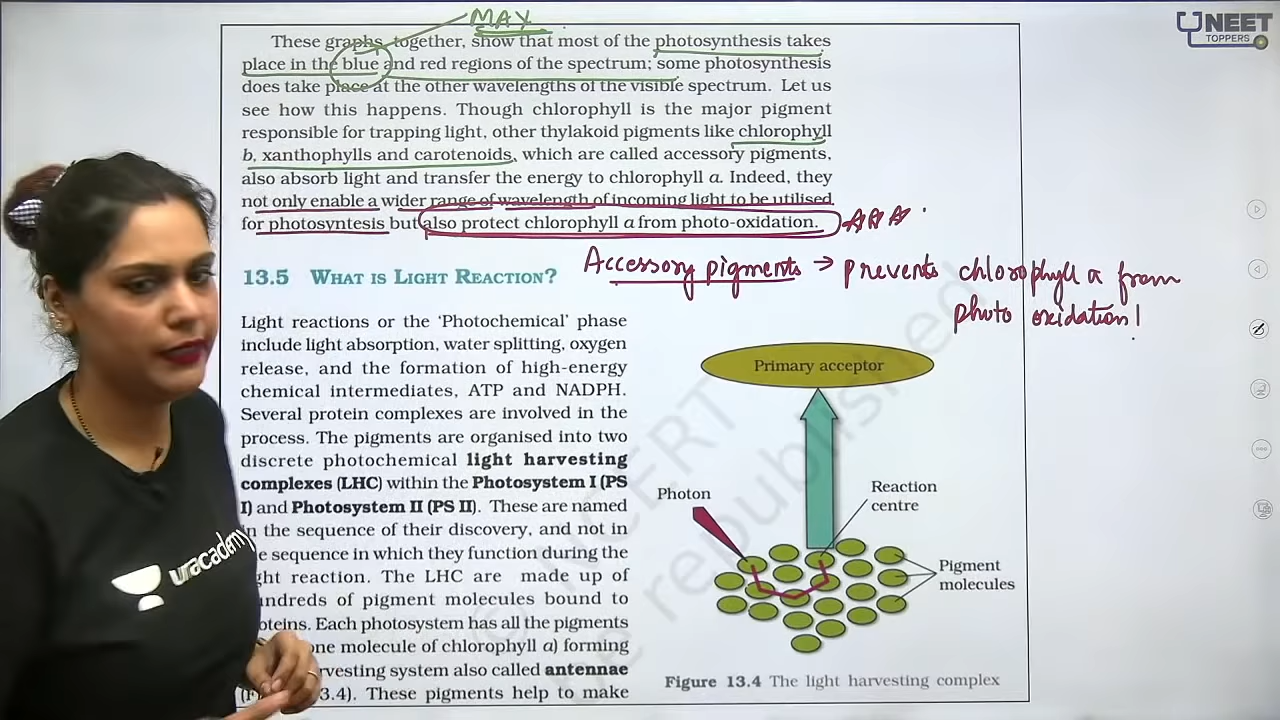 MAX
NEET
TOPPERS
These graphs, together, show that most of the photosynthesis takes
place in the blue and red regions of the spectrum; some photosynthesis
does take place at the other wavelengths of the visible spectrum. Let us
see how this happens. Though chlorophyll is the major pigment
responsible for trapping light, other thylakoid pigments like chlorophyll
b, xanthophylls and carotenoids, which are called accessory pigments,
also absorb light and transfer the energy to chlorophyll a. Indeed, they
not only enable a wider range of wavelength of incoming light to be utilised
for photosyntesis but also protect chlorophyll a from photo-oxidation.
Accessory pigments → prevents chlorophyll a from
photo oxidation
13.5 WHAT IS LIGHT REACTION?
Light reactions or the ‘Photochemical’ phase
include light absorption, water splitting, oxygen
release, and the formation of high-energy
chemical intermediates, ATP and NADPH.
Several protein complexes are involved in the
process. The pigments are organised into two
discrete photochemical light harvesting
complexes (LHC) within the Photosystem I (PS
I) and Photosystem II (PS II). These are named
in the sequence of their discovery, and not in
e sequence in which they function during the
ght reaction. The LHC are made up of
undreds of pigment molecules bound to
oteins. Each photosystem has all the pigments
one molecule of chlorophyll a) forming
rvesting system also called antennae
3.4). These pigments help to make
Primary acceptor
Photon
Reaction
centre
Pigment
molecules
Figure 13.4 The light harvesting complex
© NCERT
be republished
unacademy